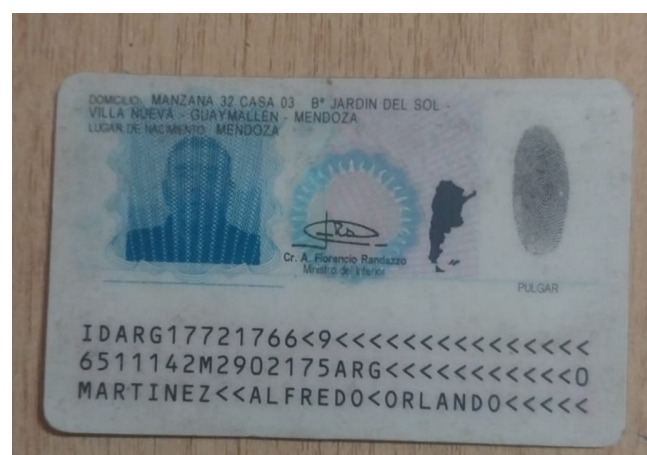 DOMICILIO: MANZANA 32 CASA 03 Bº JARDIN DEL SOL -
VILLA NUEVA - GUAYMALLEN - MENDOZA
LUGAR DE NACIMIENTO: MENDOZA
Cr. A. Florencio Randazzo
Ministro del Interior
PULGAR
IDARG17721766<9<<<<<<<<<<<<<<<
6511142M2902175ARG<<<<<<<<<<<0
MARTINEZ<<ALFREDO<ORLANDO<<<<<